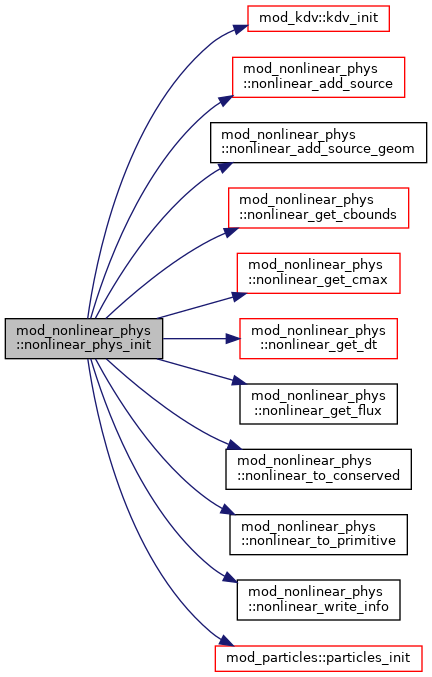 mod_kdv::kdv_init
mod_nonlinear_phys
::nonlinear_add_source
mod_nonlinear_phys
::nonlinear_add_source_geom
mod_nonlinear_phys
::nonlinear_get_cbounds
mod_nonlinear_phys
::nonlinear_get_cmax
mod_nonlinear_phys
::nonlinear_phys_init
mod_nonlinear_phys
::nonlinear_get_dt
mod_nonlinear_phys
::nonlinear_get_flux
mod_nonlinear_phys
::nonlinear_to_conserved
mod_nonlinear_phys
::nonlinear_to_primitive
mod_nonlinear_phys
::nonlinear_write_info
mod_particles::particles_init